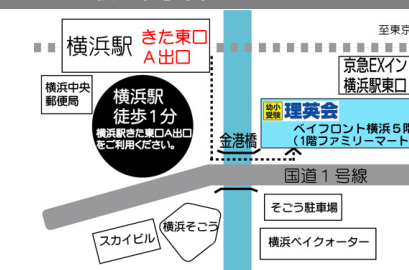 至東京
横浜駅 きた東口
A出口
京急EXイン
横浜駅東口
横浜中央
郵便局
横浜駅
徒歩1分
横浜駅きた東口A出口
をご利用ください。
幼小
受験 理英会
ベイフロント横浜5階
(1階ファミリーマート
金港橋
国道1号線
そごう駐車場
横浜そごう
スカイビル
横浜ベイクォーター